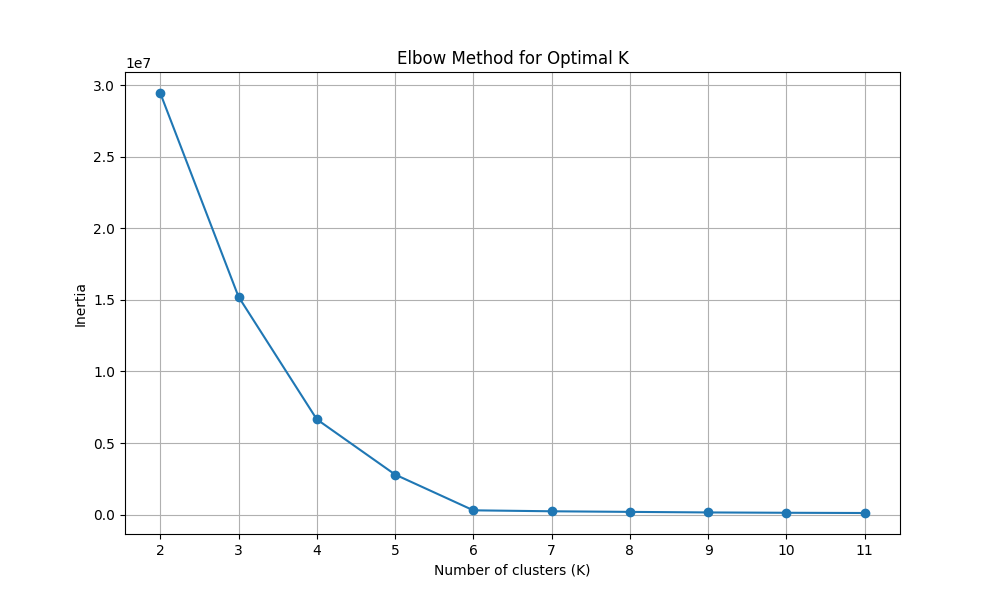 Elbow Method for Optimal K
1e7
3.0
2.5
2.0
1.5
1.0
0.5
0.0
Inertia
2 3 4 5 6 7 8 9 10 11
Number of clusters (K)